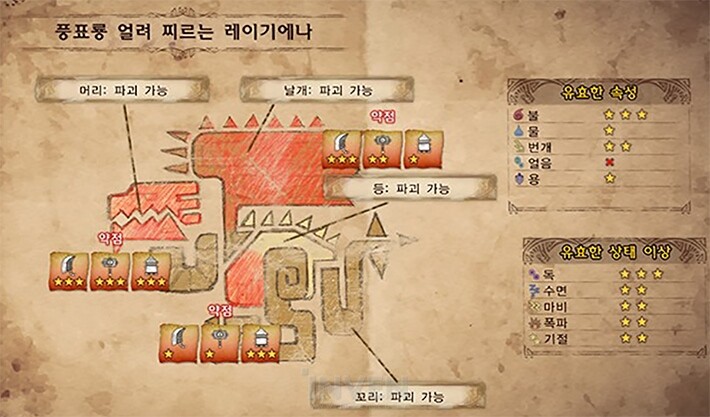 풍표룡 얼려 찌르는 레이기에나
머리: 파괴 가능
날개: 파괴 가능
약점
등: 파괴 가능
약점
약점
꼬리: 파괴 가능
유효한 속성
불
물
번개
얼음
용
유효한 상태 이상
독
수면
마비
폭파
기절